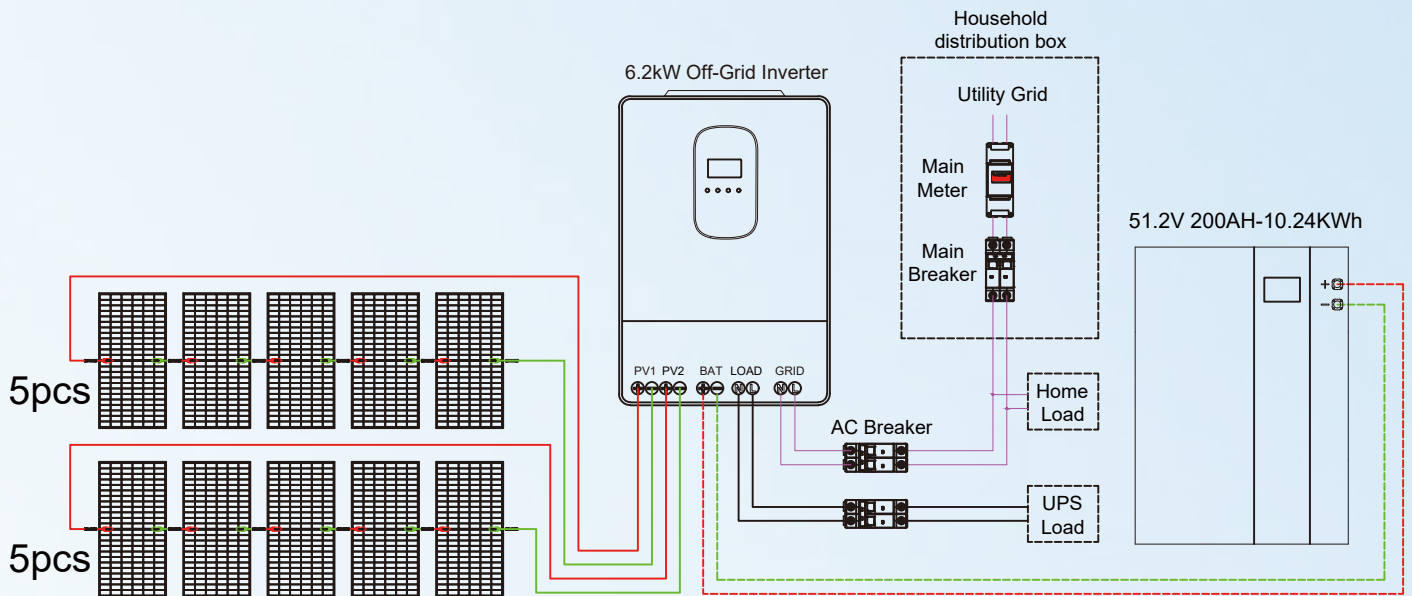 Household
distribution box
6.2kW Off-Grid Inverter
Utility Grid
Main
Meter
51.2V 200AH-10.24KWh
Main
Breaker
+
−
5pcs
PV1 PV2 BAT LOAD GRID
+ − + − + − N L N L
Home
Load
AC Breaker
UPS
Load
5pcs